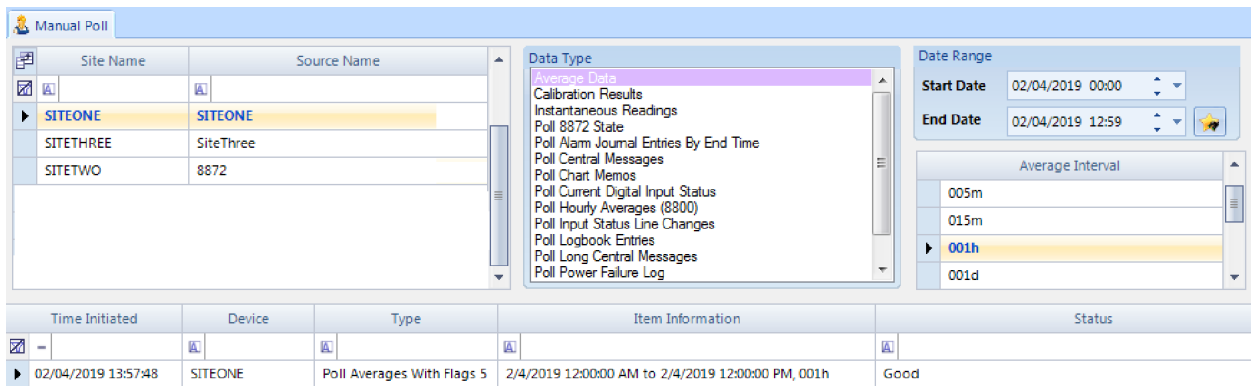 Manual Poll
Site Name Source Name
SITEONE SITEONE
SITETHREE SiteThree
SITETWO 8872
Data Type
Average Data
Calibration Results
Instantaneous Readings
Poll 8872 State
Poll Alarm Journal Entries By End Time
Poll Central Messages
Poll Chart Memos
Poll Current Digital Input Status
Poll Hourly Averages (8800)
Poll Input Status Line Changes
Poll Logbook Entries
Poll Long Central Messages
Poll Power Failure Log
Date Range
Start Date 02/04/2019 00:00
End Date 02/04/2019 12:59
Average Interval
005m
015m
001h
001d
Time Initiated Device Type Item Information Status
02/04/2019 13:57:48 SITEONE Poll Averages With Flags 5 2/4/2019 12:00:00 AM to 2/4/2019 12:00:00 PM, 001h Good